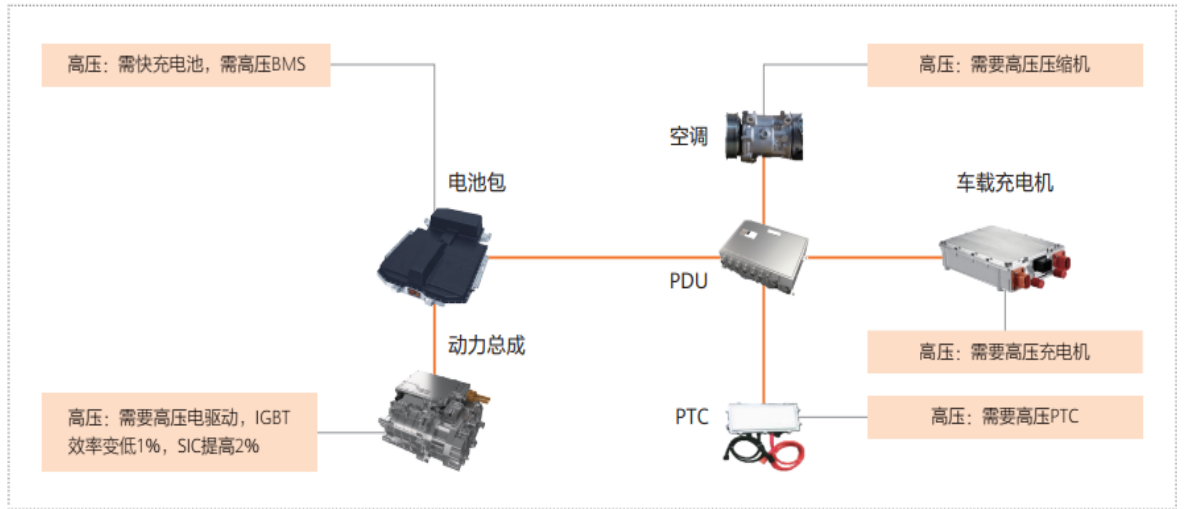 高压：需快充电池，需高压BMS
高压：需要高压压缩机
空调
电池包
车载充电机
PDU
动力总成
高压：需要高压充电机
高压：需要高压电驱动，IGBT
效率变低1%，SIC提高2%
PTC
高压：需要高压PTC